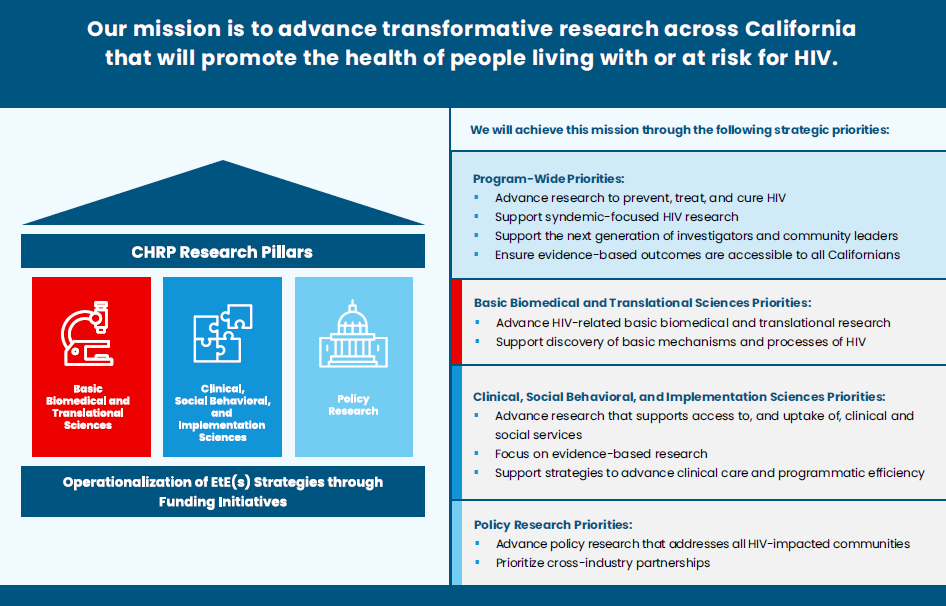 Our mission is to advance transformative research across California
that will promote the health of people living with or at risk for HIV.
CHRP Research Pillars
Basic
Biomedical and
Translational
Sciences
Clinical,
Social Behavioral,
and
Implementation
Sciences
Policy
Research
Operationalization of EtE(s) Strategies through
Funding Initiatives
We will achieve this mission through the following strategic priorities:
Program-Wide Priorities:
▪ Advance research to prevent, treat, and cure HIV
▪ Support syndemic-focused HIV research
▪ Support the next generation of investigators and community leaders
▪ Ensure evidence-based outcomes are accessible to all Californians
Basic Biomedical and Translational Sciences Priorities:
▪ Advance HIV-related basic biomedical and translational research
▪ Support discovery of basic mechanisms and processes of HIV
Clinical, Social Behavioral, and Implementation Sciences Priorities:
▪ Advance research that supports access to, and uptake of, clinical and
social services
▪ Focus on evidence-based research
▪ Support strategies to advance clinical care and programmatic efficiency
Policy Research Priorities:
▪ Advance policy research that addresses all HIV-impacted communities
▪ Prioritize cross-industry partnerships